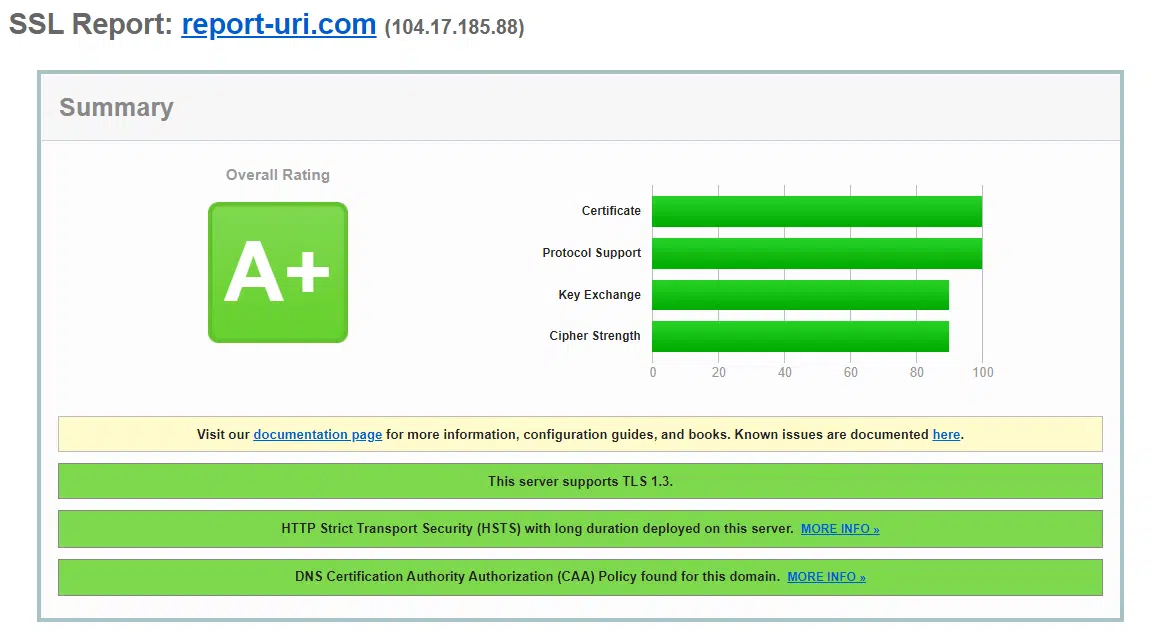 SSL Report: report-uri.com (104.17.185.88)
Summary
Overall Rating
A+
Certificate
Protocol Support
Key Exchange
Cipher Strength
0 20 40 60 80 100
Visit our documentation page for more information, configuration guides, and books. Known issues are documented here.
This server supports TLS 1.3.
HTTP Strict Transport Security (HSTS) with long duration deployed on this server. MORE INFO »
DNS Certification Authority Authorization (CAA) Policy found for this domain. MORE INFO »